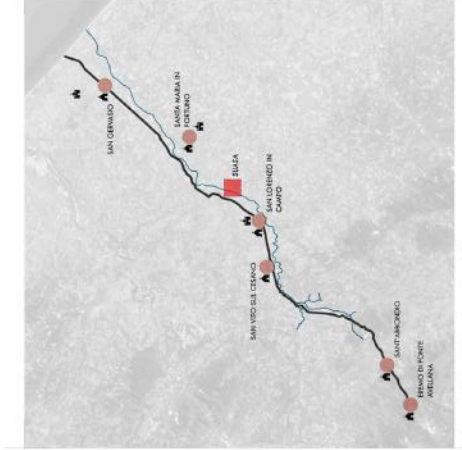 SAN GERVASIO
SANTA MARIA IN
PORTUNO
SUASA
SAN LORENZO IN
CAMPO
SAN VITO SUL CESANO
SANT'ABBONDIO
EREMO DI FONTE
AVELLANA